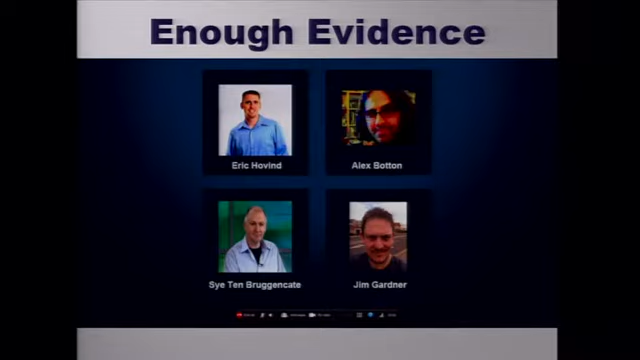 Enough Evidence
Eric Hovind
Alex Botton
Sye Ten Bruggencate
Jim Gardner